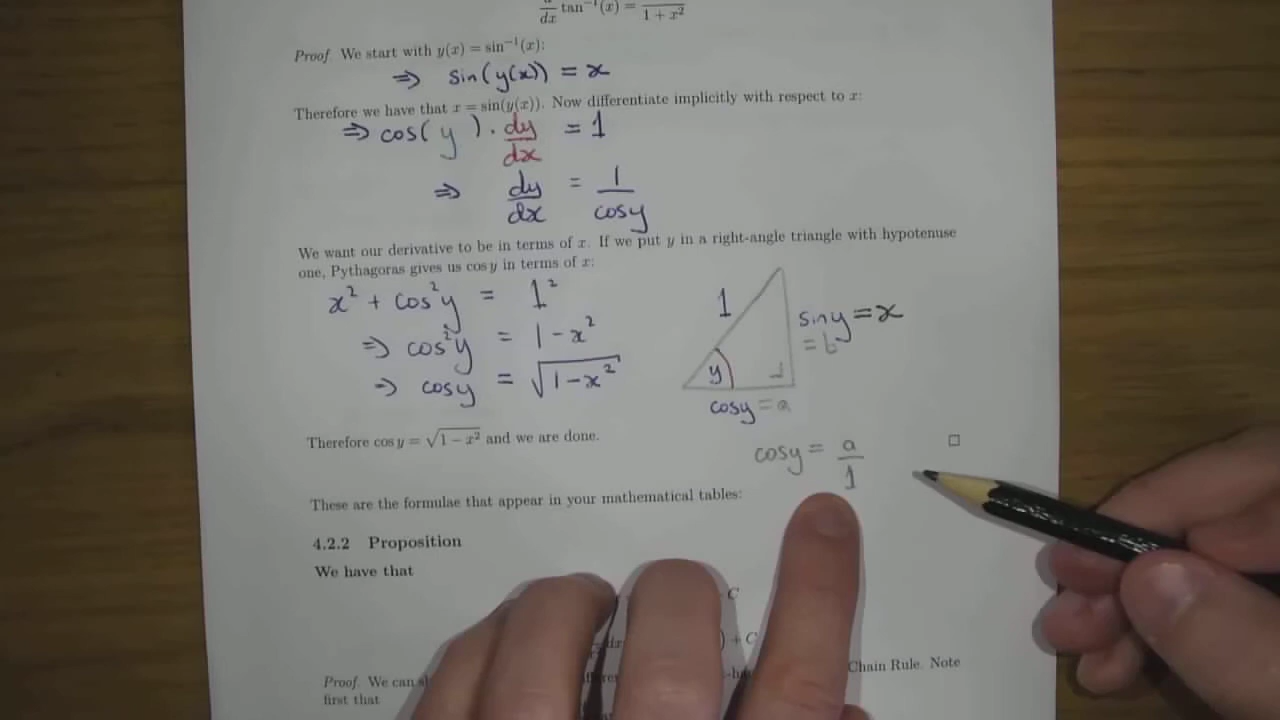 d/dx tan⁻¹(x) = 1 + x²
Proof. We start with y(x) = sin⁻¹(x):
⇒ sin(y(x)) = x
Therefore we have that x = sin(y(x)). Now differentiate implicitly with respect to x:
⇒ cos(y) · dy/dx = 1
⇒ dy/dx = 1/cosy
We want our derivative to be in terms of x. If we put y in a right-angle triangle with hypotenuse
one, Pythagoras gives us cos y in terms of x:
x² + cos²y = 1²
⇒ cos²y = 1 − x²
⇒ cosy = √(1−x²)
1
siny = x
= b
y
cosy = a
Therefore cos y = √(1 − x²) and we are done.
cosy = a/1
□
These are the formulae that appear in your mathematical tables:
4.2.2 Proposition
We have that
C
dx
) + C
Proof. We can
Chain Rule. Note
first that